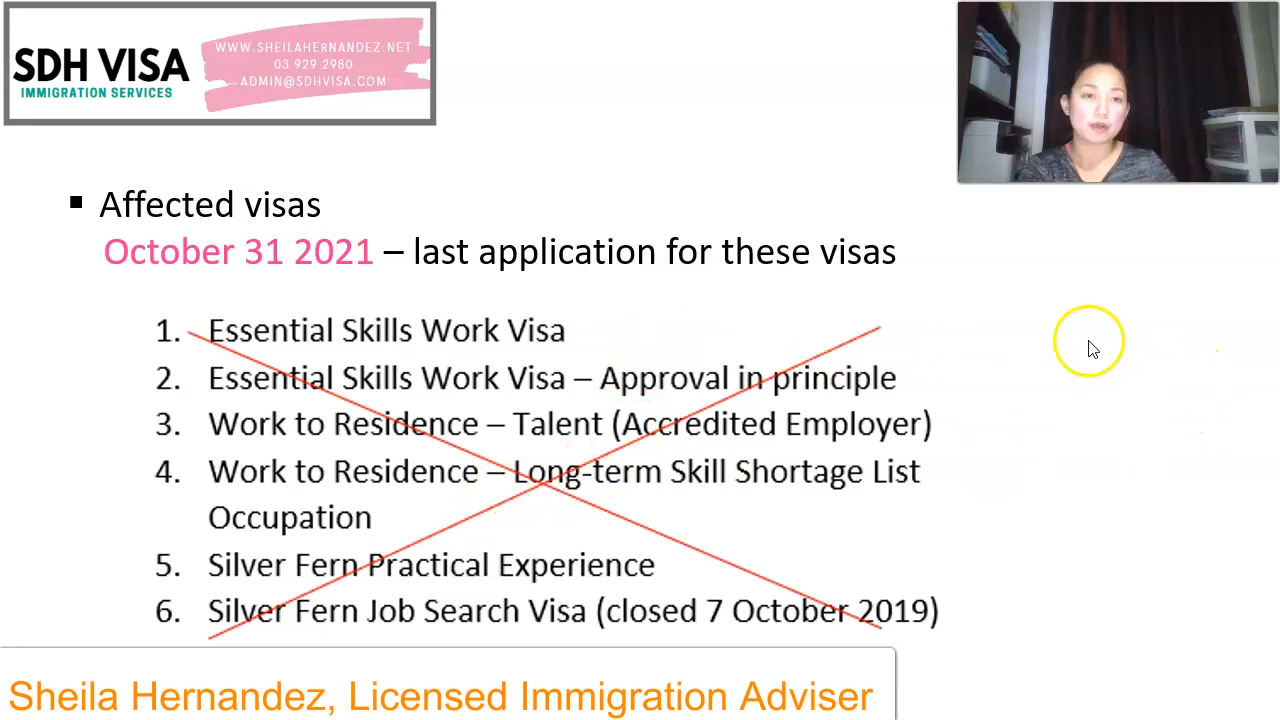 SDH VISA
IMMIGRATION SERVICES
WWW.SHEILAHERNANDEZ.NET
03 929 2980
ADMIN@SDHVISA.COM
▪ Affected visas
October 31 2021 – last application for these visas
1. Essential Skills Work Visa
2. Essential Skills Work Visa – Approval in principle
3. Work to Residence – Talent (Accredited Employer)
4. Work to Residence – Long-term Skill Shortage List
Occupation
5. Silver Fern Practical Experience
6. Silver Fern Job Search Visa (closed 7 October 2019)
Sheila Hernandez, Licensed Immigration Adviser